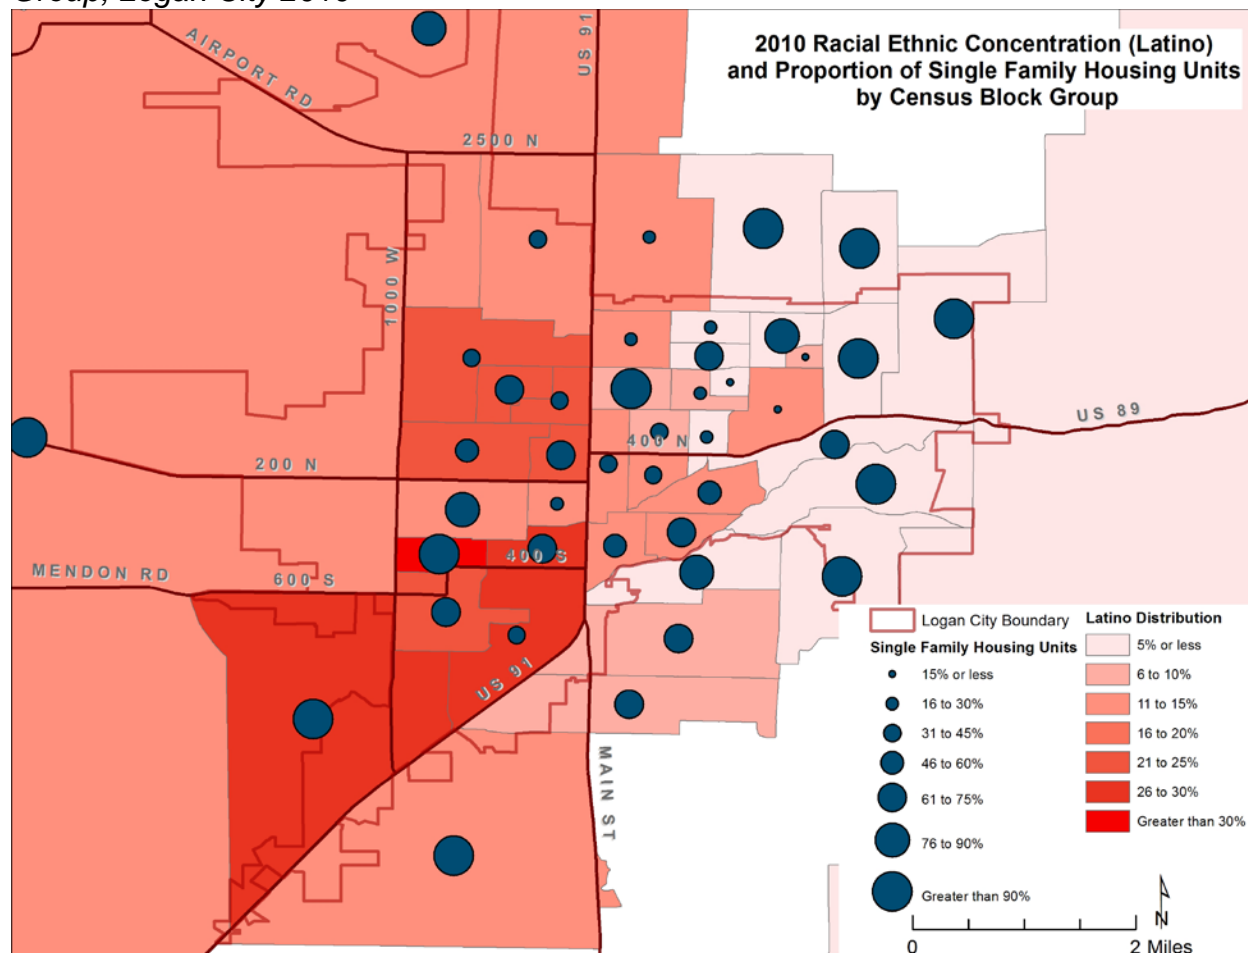 Group, Logan City 2010
2010 Racial Ethnic Concentration (Latino)
and Proportion of Single Family Housing Units
by Census Block Group
AIRPORT RD
US 91
2500 N
1000 W
US 89
400 N
200 N
400 S
MENDON RD
600 S
US 91
MAIN ST
Logan City Boundary
Single Family Housing Units
15% or less
16 to 30%
31 to 45%
46 to 60%
61 to 75%
76 to 90%
Greater than 90%
Latino Distribution
5% or less
6 to 10%
11 to 15%
16 to 20%
21 to 25%
26 to 30%
Greater than 30%
N
0 2 Miles